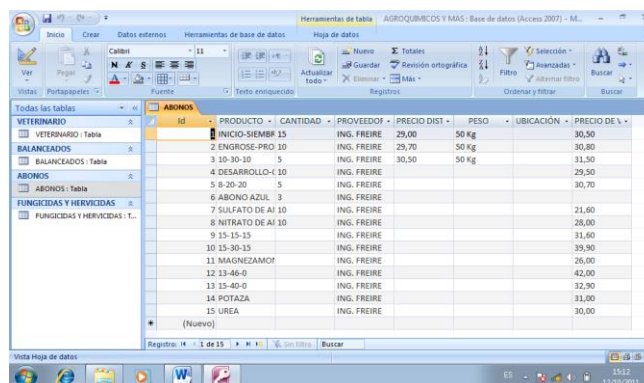 Herramientas de tabla AGROQUIMICOS Y MAS : Base de datos (Access 2007) - M...
Inicio Crear Datos externos Herramientas de base de datos Hoja de datos
Ver
Pegar
Calibri 11
N K S
Actualizar todo
Nuevo
Guardar
Eliminar
Totales
Revisión ortográfica
Más
Filtro
Selección
Avanzadas
Alternar filtro
Buscar
Vistas Portapapeles Fuente Texto enriquecido Registros Ordenar y filtrar Buscar
Todas las tablas
VETERINARIO
VETERINARIO : Tabla
BALANCEADOS
BALANCEADOS : Tabla
ABONOS
ABONOS : Tabla
FUNGICIDAS Y HERVICIDAS
FUNGICIDAS Y HERVICIDAS : T...
ABONOS
Id PRODUCTO CANTIDAD PROVEEDOR PRECIO DIST PESO UBICACIÓN PRECIO DE V
1 INICIO-SIEMBR 15 ING. FREIRE 29,00 50 Kg 30,50
2 ENGROSE-PRO 10 ING. FREIRE 29,70 50 Kg 30,80
3 10-30-10 5 ING. FREIRE 30,50 50 Kg 31,50
4 DESARROLLO-( 10 ING. FREIRE 29,50
5 8-20-20 5 ING. FREIRE 30,70
6 ABONO AZUL 3 ING. FREIRE
7 SULFATO DE AI 10 ING. FREIRE 21,60
8 NITRATO DE AI 10 ING. FREIRE 28,00
9 15-15-15 ING. FREIRE 31,60
10 15-30-15 ING. FREIRE 39,90
11 MAGNEZAMON ING. FREIRE 26,00
12 13-46-0 ING. FREIRE 42,00
13 15-40-0 ING. FREIRE 32,90
14 POTAZA ING. FREIRE 31,00
15 UREA ING. FREIRE 30,00
(Nuevo)
Registro: 1 de 15 Sin filtro Buscar
Vista Hoja de datos
ES 15:12